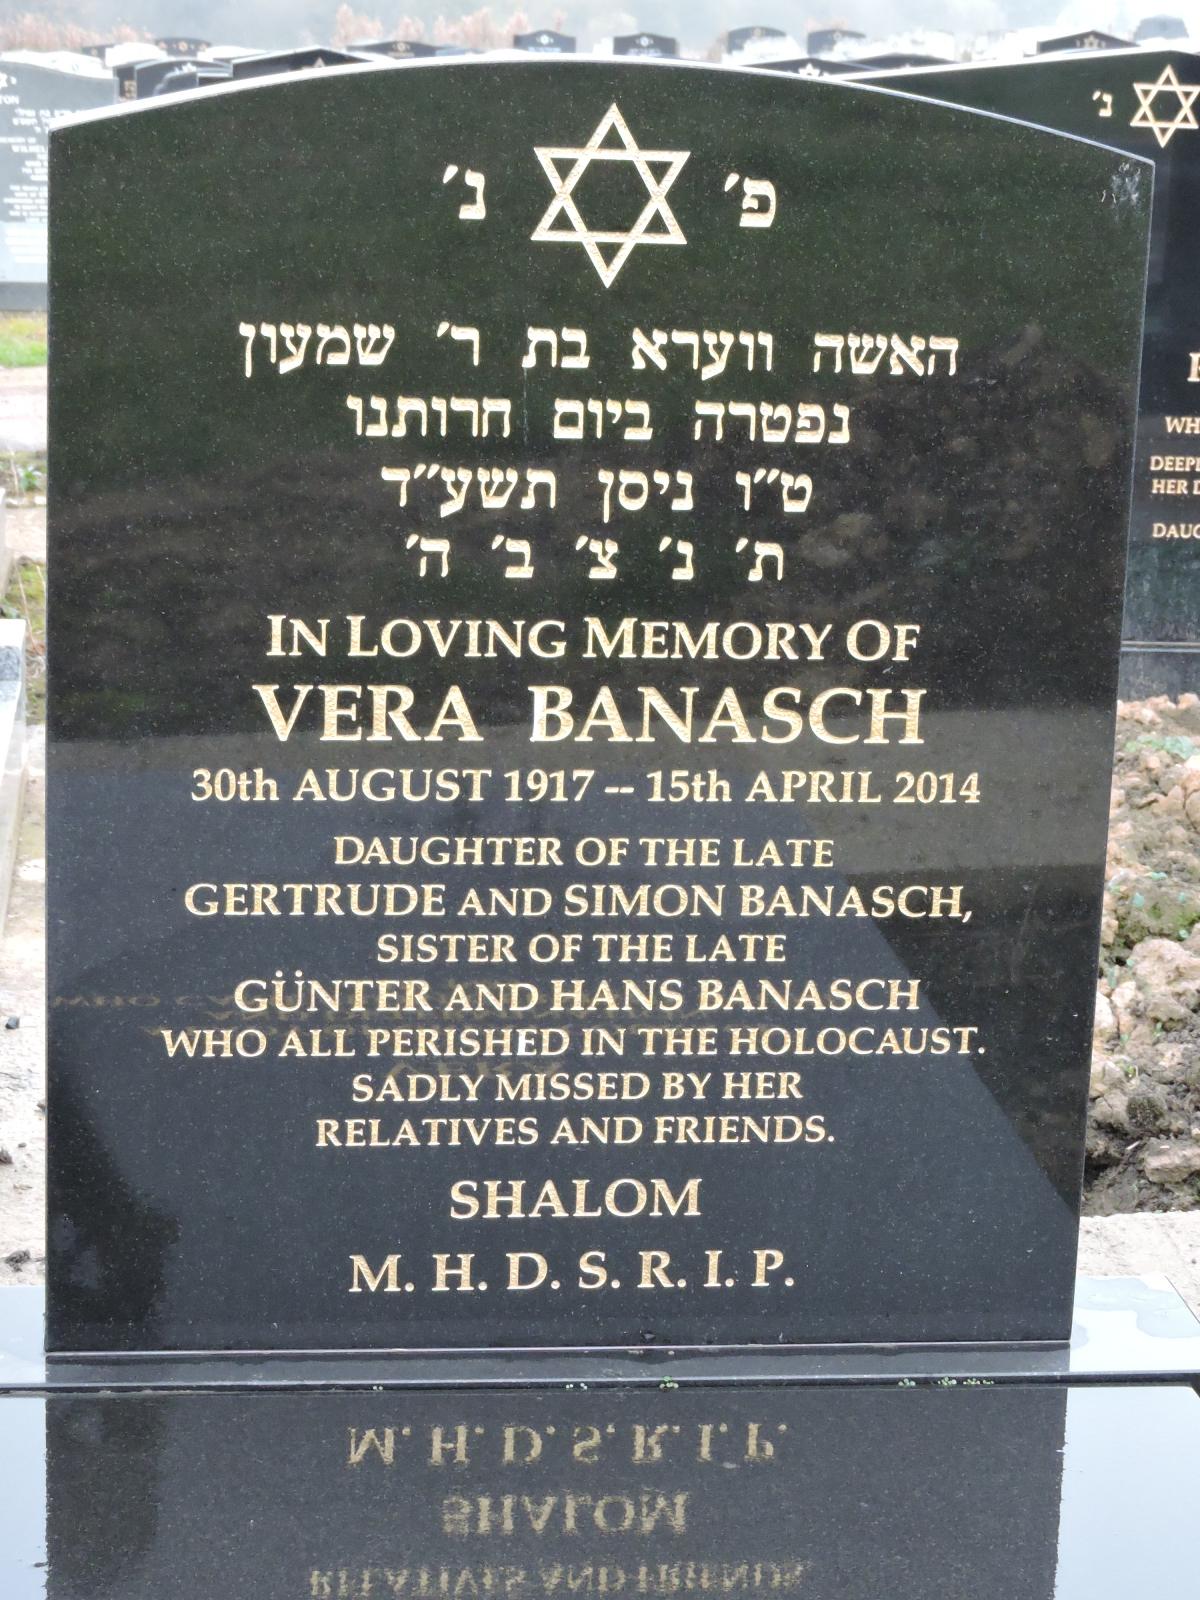 פ׳ נ׳
האשה ווערא בת ר׳ שמעון
נפטרה ביום חרותנו
ט״ו ניסן תשע״ד
ת׳ נ׳ צ׳ ב׳ ה׳
IN LOVING MEMORY OF
VERA BANASCH
30th AUGUST 1917 -- 15th APRIL 2014
DAUGHTER OF THE LATE
GERTRUDE AND SIMON BANASCH,
SISTER OF THE LATE
GÜNTER AND HANS BANASCH
WHO ALL PERISHED IN THE HOLOCAUST.
SADLY MISSED BY HER
RELATIVES AND FRIENDS.
SHALOM
M. H. D. S. R. I. P.
נ׳